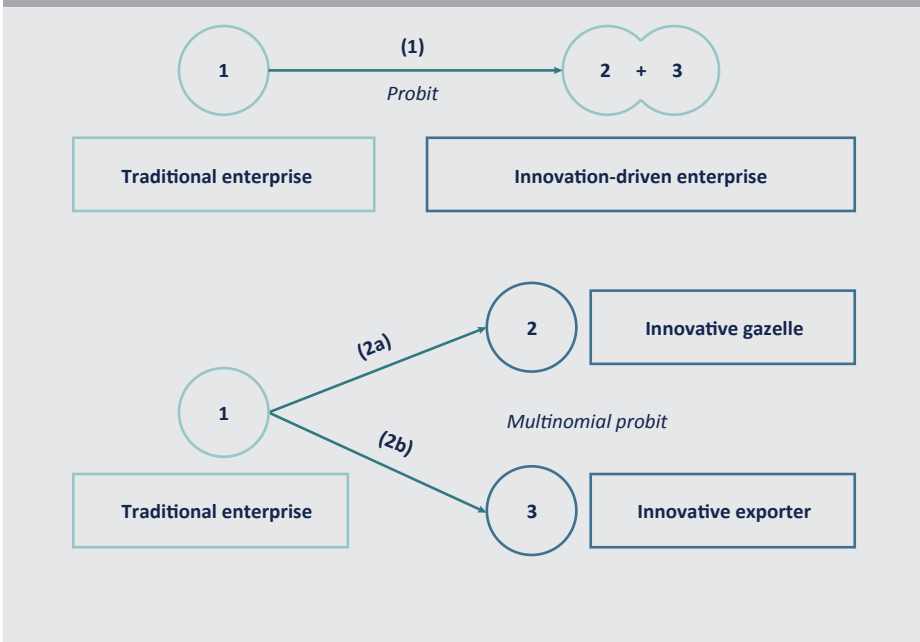 (1)
1
2 + 3
Probit
Traditional enterprise
Innovation-driven enterprise
2
Innovative gazelle
(2a)
1
Multinomial probit
(2b)
Traditional enterprise
3
Innovative exporter